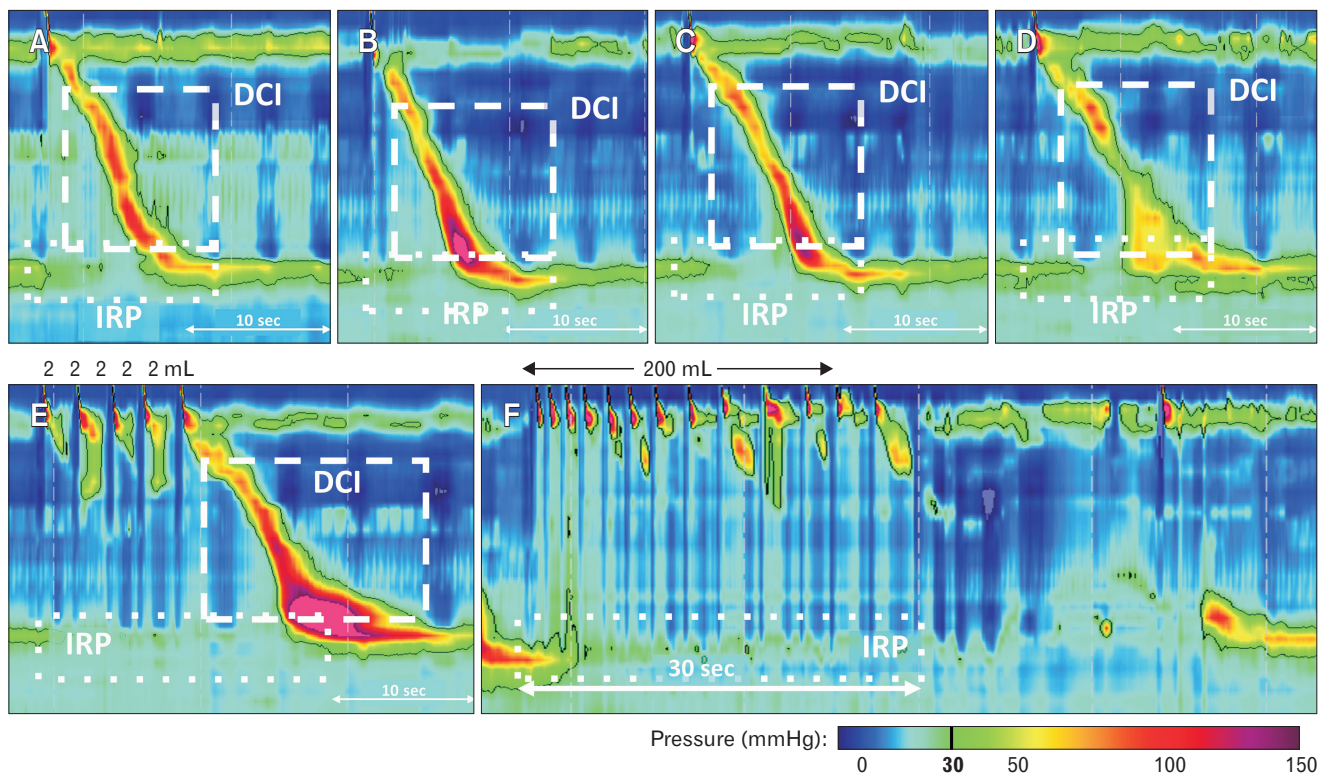 A
DCI
IRP
10 sec
B
DCI
IRP
10 sec
C
DCI
IRP
10 sec
D
DCI
IRP
10 sec
2 2 2 2 2 mL
200 mL
E
DCI
IRP
10 sec
F
IRP
30 sec
Pressure (mmHg):
0 30 50 100 150